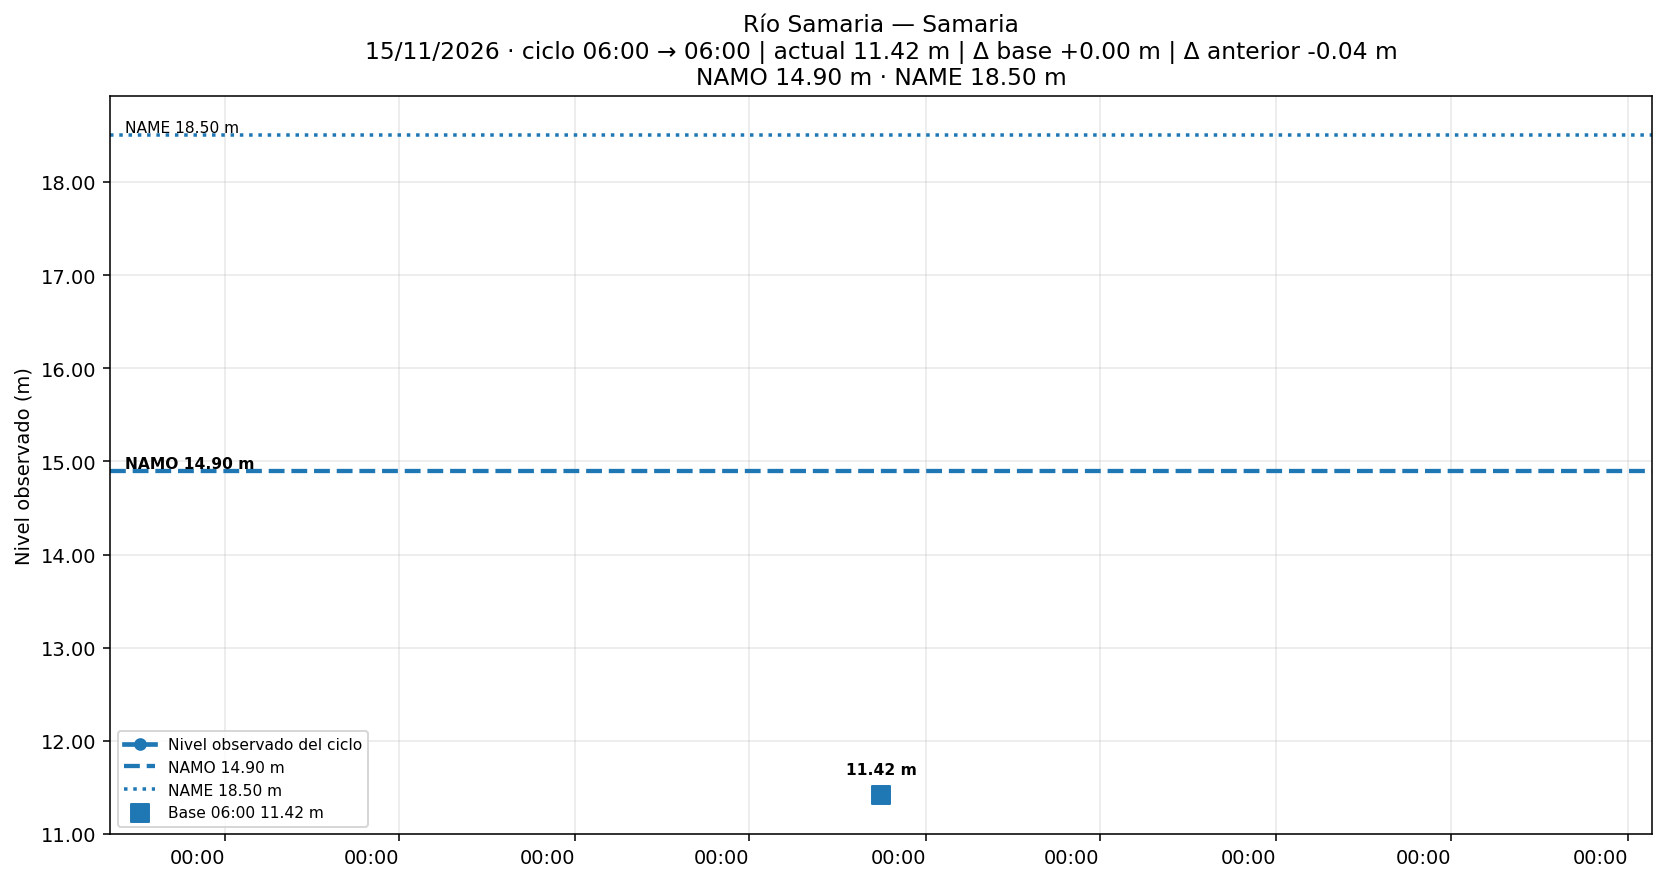 Río Samaria — Samaria
15/11/2026 · ciclo 06:00 → 06:00 | actual 11.42 m | Δ base +0.00 m | Δ anterior -0.04 m
NAMO 14.90 m · NAME 18.50 m
NAME 18.50 m
18.00
17.00
16.00
15.00
NAMO 14.90 m
14.00
13.00
12.00
11.00
Nivel observado (m)
11.42 m
Nivel observado del ciclo
NAMO 14.90 m
NAME 18.50 m
Base 06:00 11.42 m
00:00 00:00 00:00 00:00 00:00 00:00 00:00 00:00 00:00